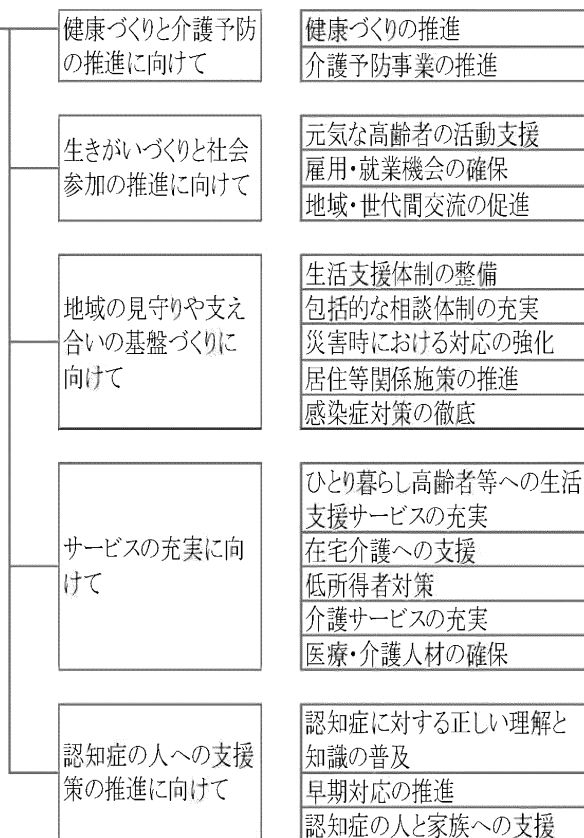 健康づくりと介護予防
の推進に向けて
健康づくりの推進
介護予防事業の推進
生きがいづくりと社会
参加の推進に向けて
元気な高齢者の活動支援
雇用・就業機会の確保
地域・世代間交流の促進
地域の見守りや支え
合いの基盤づくりに
向けて
生活支援体制の整備
包括的な相談体制の充実
災害時における対応の強化
居住等関係施策の推進
感染症対策の徹底
サービスの充実に向
けて
ひとり暮らし高齢者等への生活
支援サービスの充実
在宅介護への支援
低所得者対策
介護サービスの充実
医療・介護人材の確保
認知症の人への支援
策の推進に向けて
認知症に対する正しい理解と
知識の普及
早期対応の推進
認知症の人と家族への支援